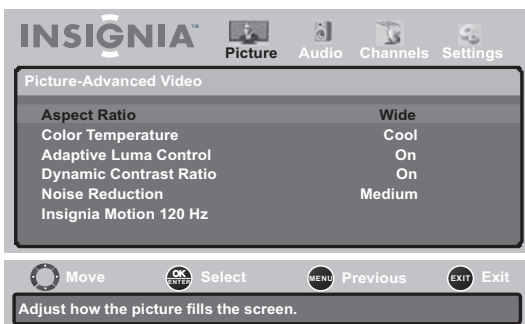 INSIGNIA™
Picture Audio Channels Settings
Picture-Advanced Video
Aspect Ratio Wide
Color Temperature Cool
Adaptive Luma Control On
Dynamic Contrast Ratio On
Noise Reduction Medium
Insignia Motion 120 Hz
Move OK ENTER Select MENU Previous EXIT Exit
Adjust how the picture fills the screen.